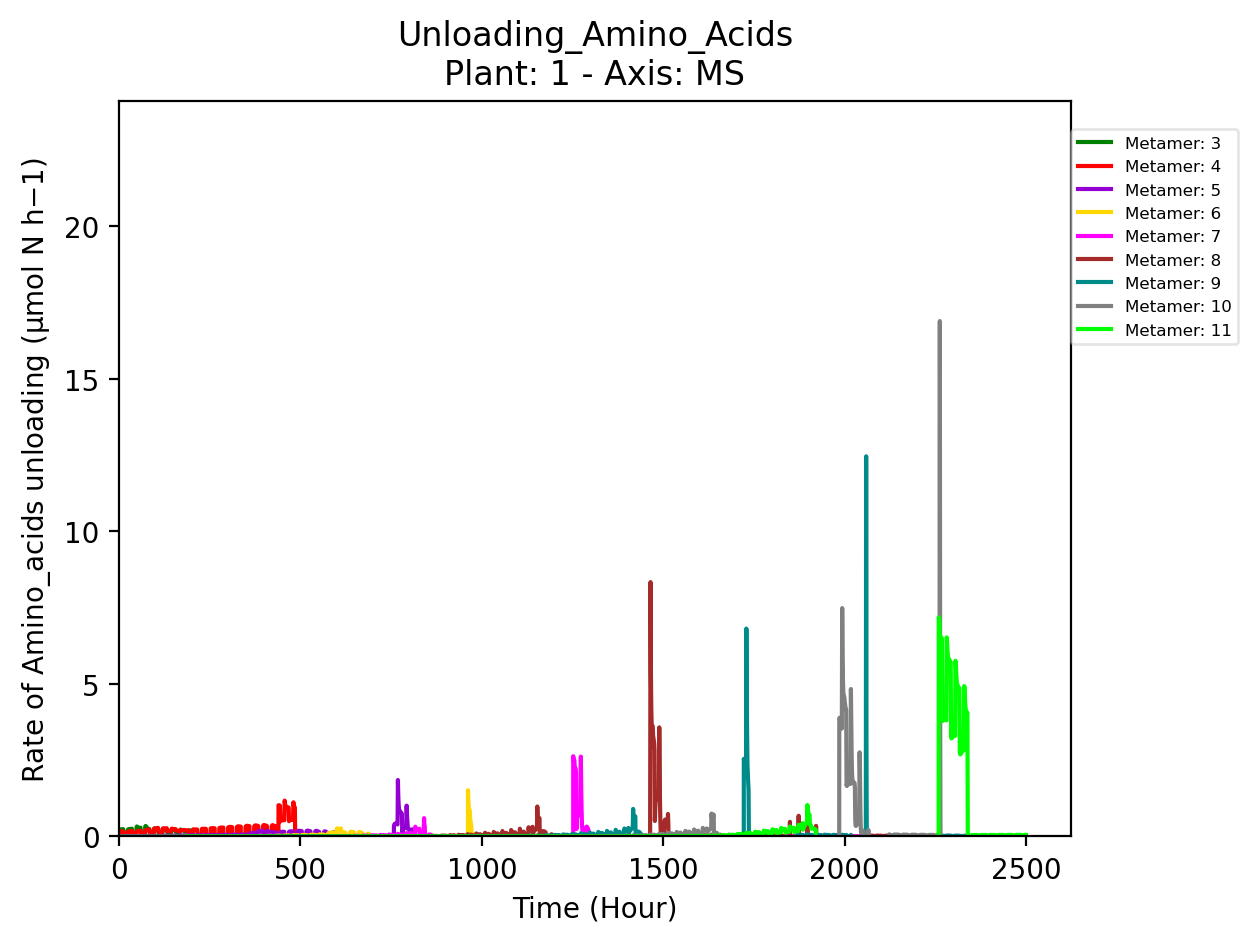 Unloading_Amino_Acids
Plant: 1 - Axis: MS
Rate of Amino_acids unloading (µmol N h−1)
20
15
10
5
0
0 500 1000 1500 2000 2500
Time (Hour)
Metamer: 3
Metamer: 4
Metamer: 5
Metamer: 6
Metamer: 7
Metamer: 8
Metamer: 9
Metamer: 10
Metamer: 11